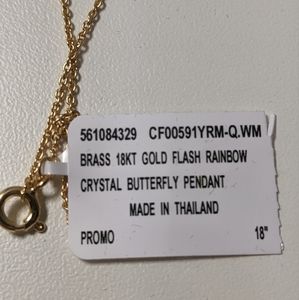 561084329 CF00591YRM-Q.WM
BRASS 18KT GOLD FLASH RAINBOW
CRYSTAL BUTTERFLY PENDANT
MADE IN THAILAND
PROMO 18"